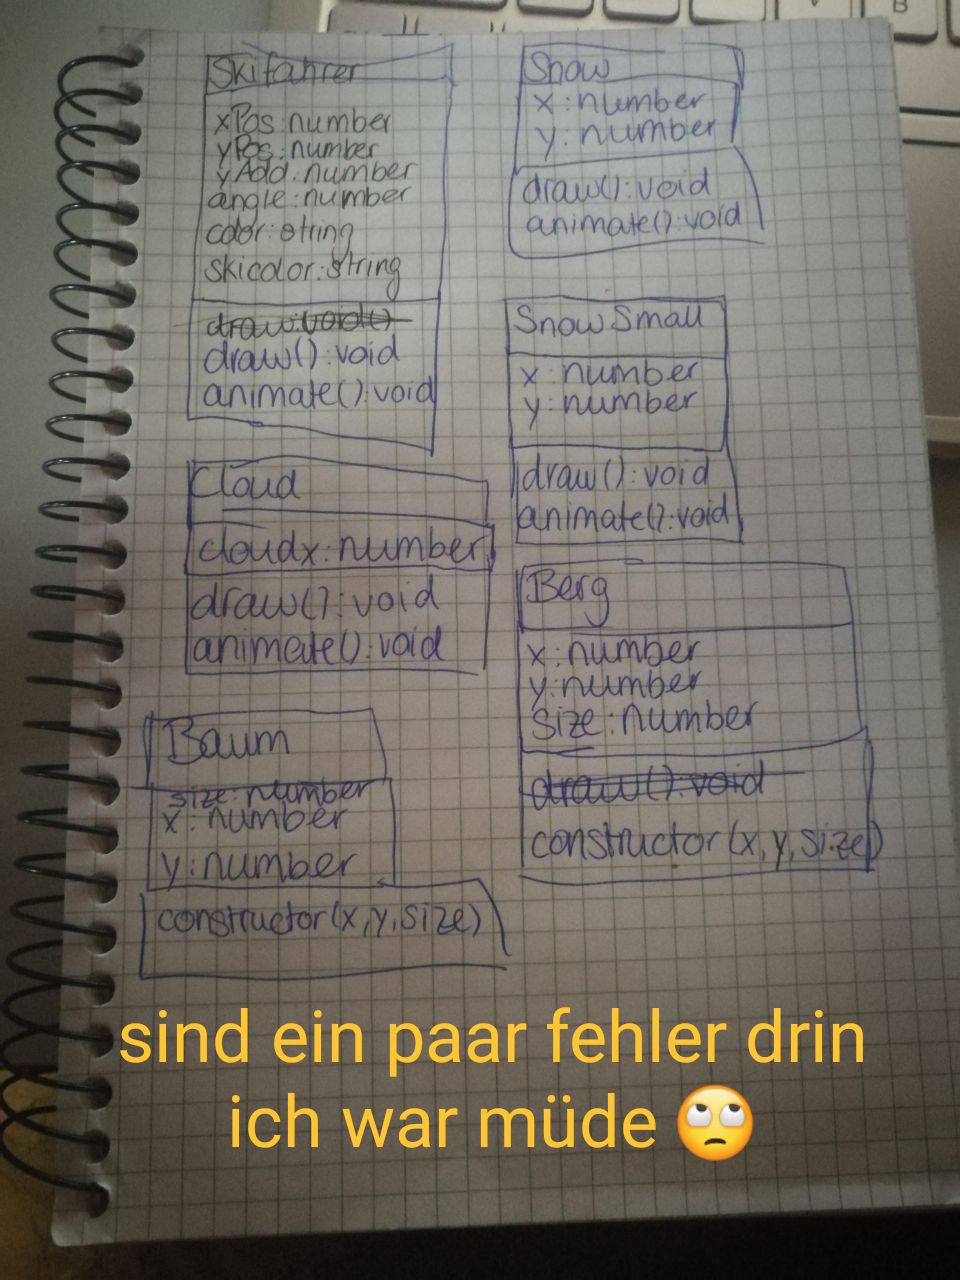 Skifahrer
xPos:number
yPos:number
yAdd:number
angle:number
color:string
skicolor:string
draw:void()
draw():void
animate():void
Cloud
cloudx:number
draw():void
animate():void
Baum
size:number
x:number
y:number
constructor(x,y,size)
Snow
x:number
y:number
draw():void
animate():void
SnowSmall
x:number
y:number
draw():void
animate():void
Berg
x:number
y:number
size:number
draw():void
constructor(x,y,size)
sind ein paar fehler drin
ich war müde 🙄
B